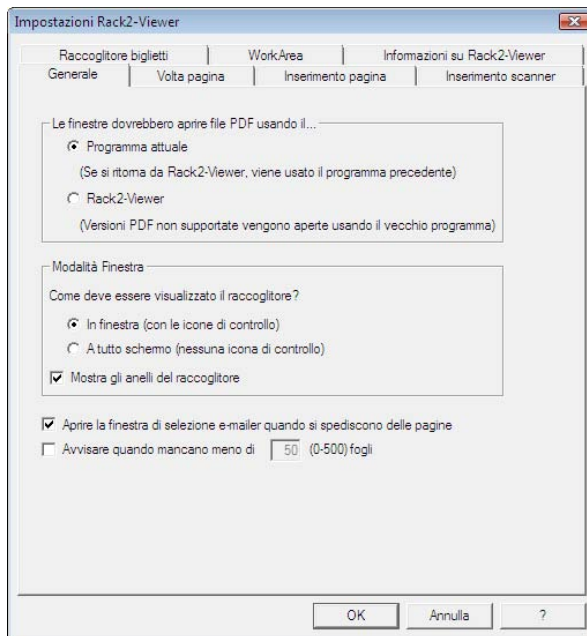 Impostazioni Rack2-Viewer
Raccoglitore biglietti WorkArea Informazioni su Rack2-Viewer
Generale Volta pagina Inserimento pagina Inserimento scanner
Le finestre dovrebbero aprire file PDF usando il...
Programma attuale
(Se si ritorna da Rack2-Viewer, viene usato il programma precedente)
Rack2-Viewer
(Versioni PDF non supportate vengono aperte usando il vecchio programma)
Modalità Finestra
Come deve essere visualizzato il raccoglitore?
In finestra (con le icone di controllo)
A tutto schermo (nessuna icona di controllo)
Mostra gli anelli del raccoglitore
Aprire la finestra di selezione e-mailer quando si spediscono delle pagine
Avvisare quando mancano meno di 50 (0-500) fogli
OK Annulla ?